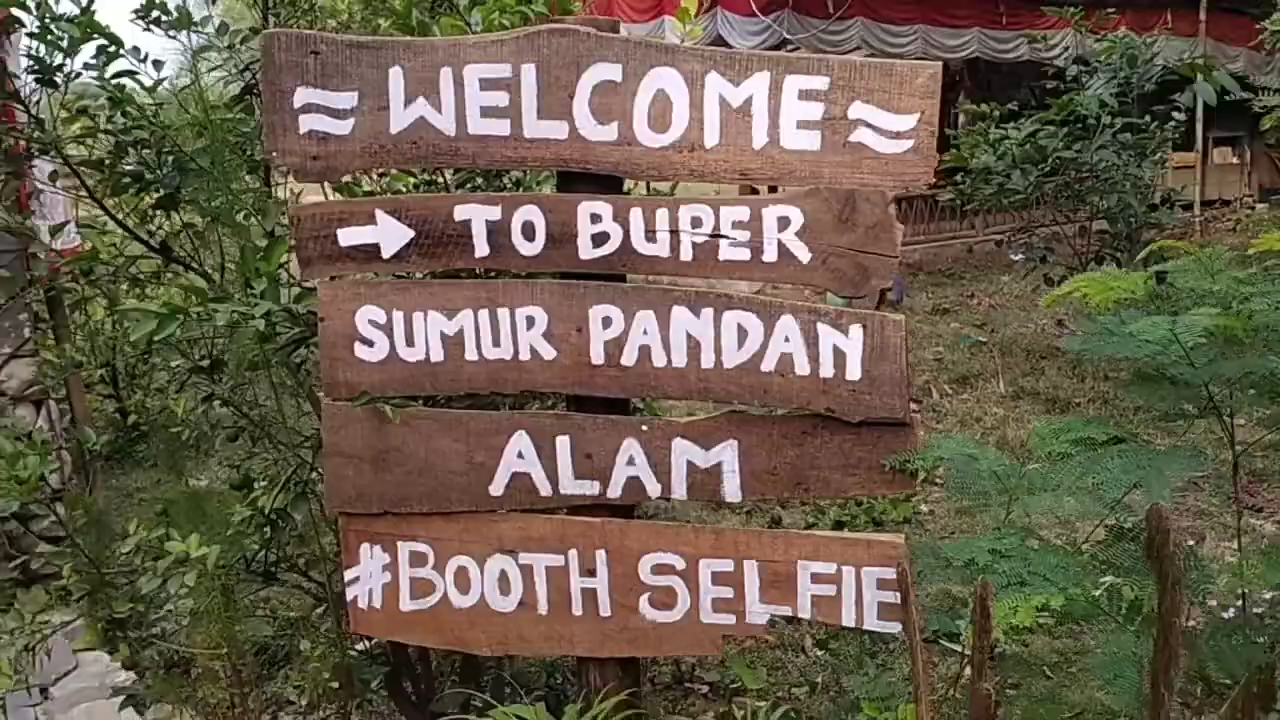 ≈ WELCOME ≈
→ TO BUPER
SUMUR PANDAN
ALAM
#BOOTH SELFIE